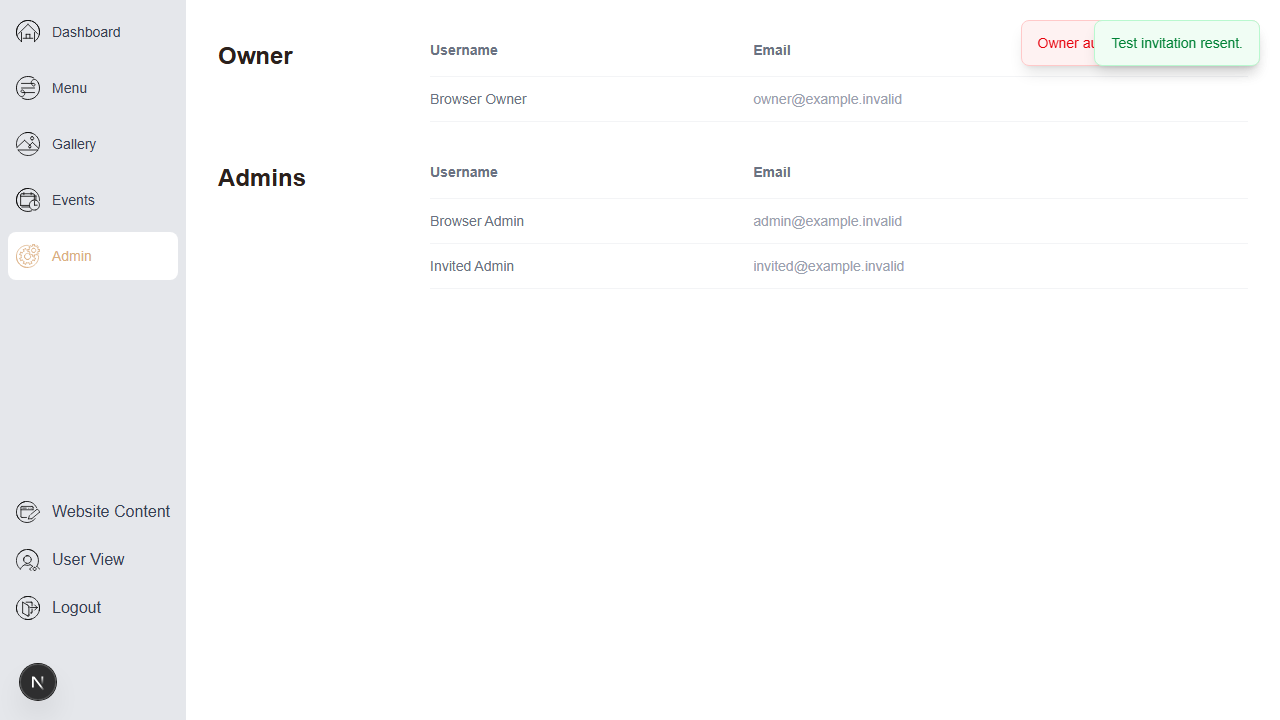 Dashboard
Menu
Gallery
Events
Admin
Website Content
User View
Logout
N
Owner
Username Email
Browser Owner owner@example.invalid
Admins
Username Email
Browser Admin admin@example.invalid
Invited Admin invited@example.invalid
Owner
Test invitation resent.